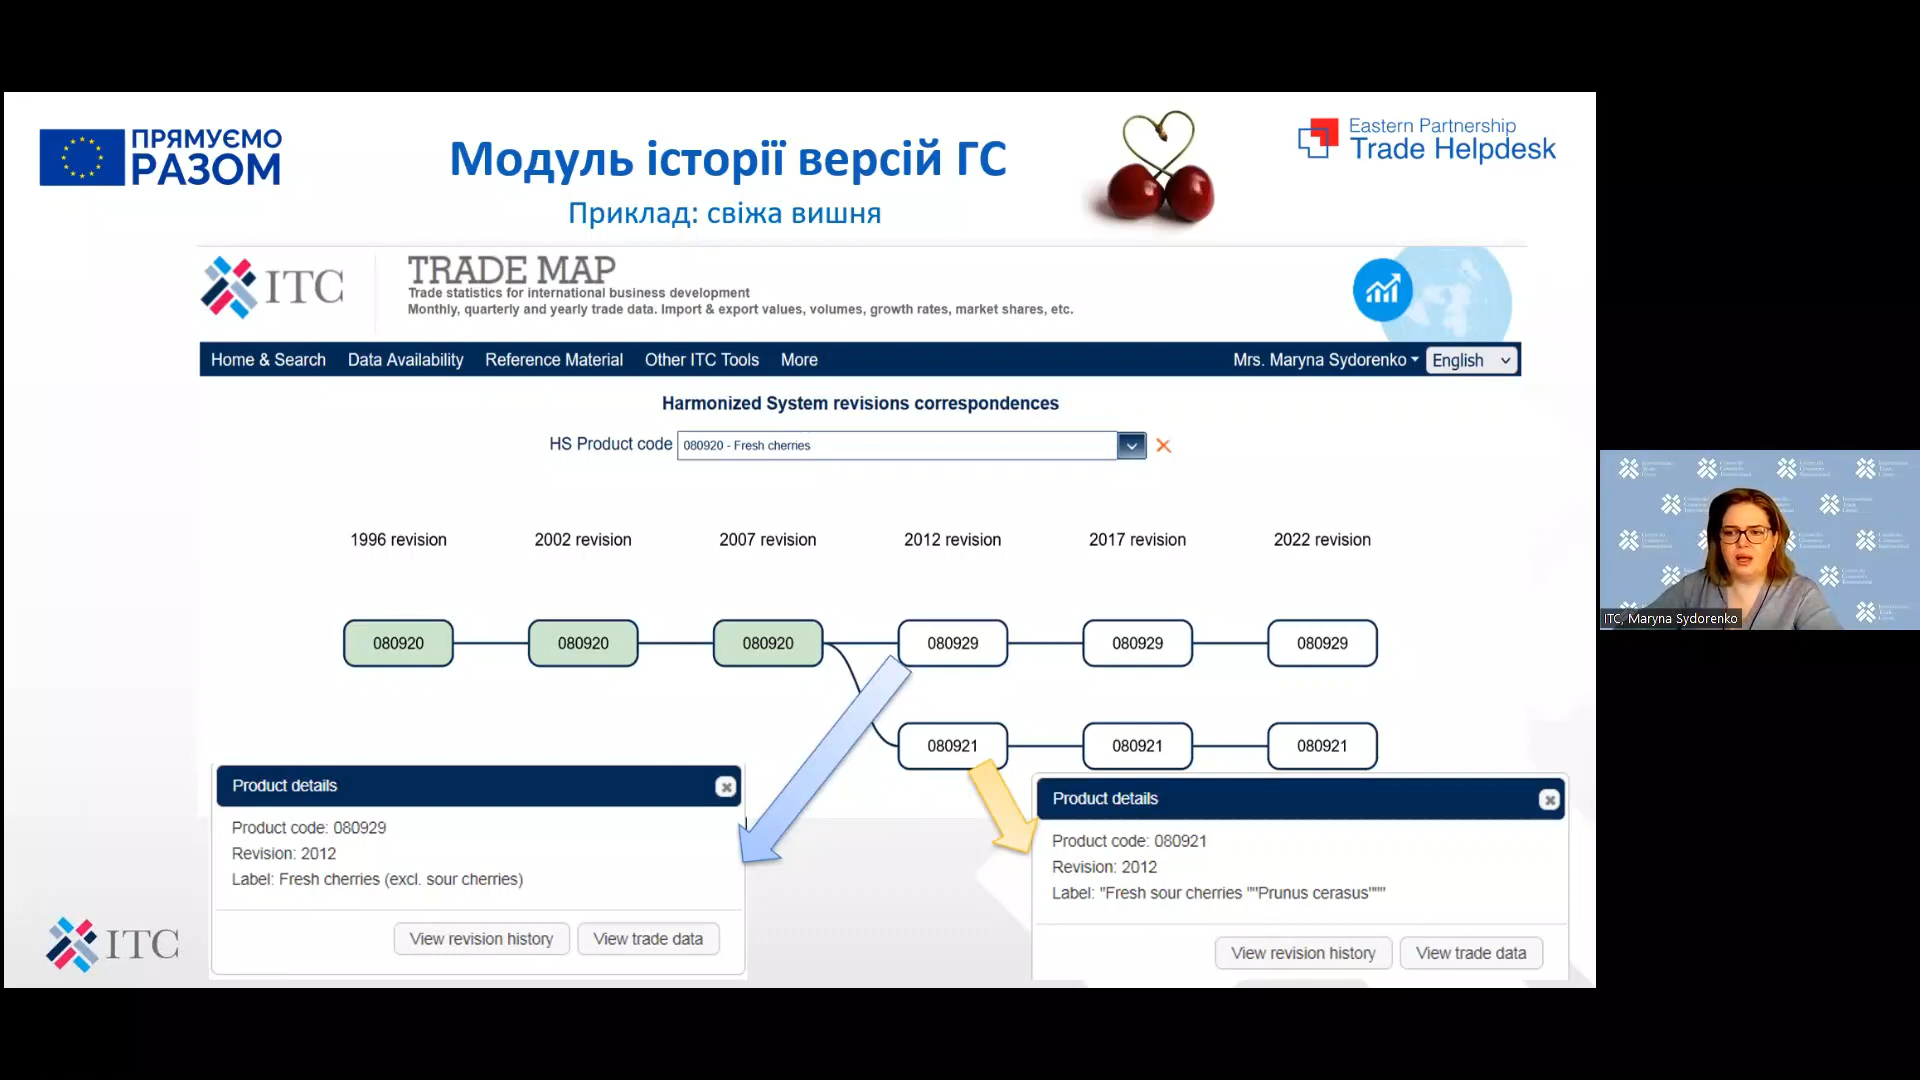 ПРЯМУЄМО
РАЗОМ
Модуль історії версій ГС
Приклад: свіжа вишня
Eastern Partnership
Trade Helpdesk
ITC
TRADE MAP
Trade statistics for international business development
Monthly, quarterly and yearly trade data. Import & export values, volumes, growth rates, market shares, etc.
Home & Search Data Availability Reference Material Other ITC Tools More Mrs. Maryna Sydorenko English
Harmonized System revisions correspondences
HS Product code 080920 - Fresh cherries
1996 revision 2002 revision 2007 revision 2012 revision 2017 revision 2022 revision
080920 080920 080920 080929 080929 080929
080921 080921 080921
Product details
Product code: 080929
Revision: 2012
Label: Fresh cherries (excl. sour cherries)
View revision history View trade data
Product details
Product code: 080921
Revision: 2012
Label: "Fresh sour cherries ""Prunus cerasus""""
View revision history View trade data
ITC
ITC, Maryna Sydorenko